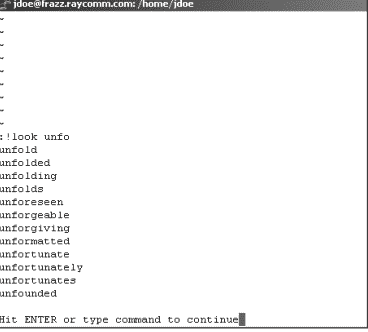 jdoe@frazz.raycomm.com: /home/jdoe
~
~
~
~
~
~
~
~
~
:!look unfo
unfold
unfolded
unfolding
unfolds
unforeseen
unforgeable
unforgiving
unformatted
unfortunate
unfortunately
unfortunates
unfounded
Hit ENTER or type command to continue